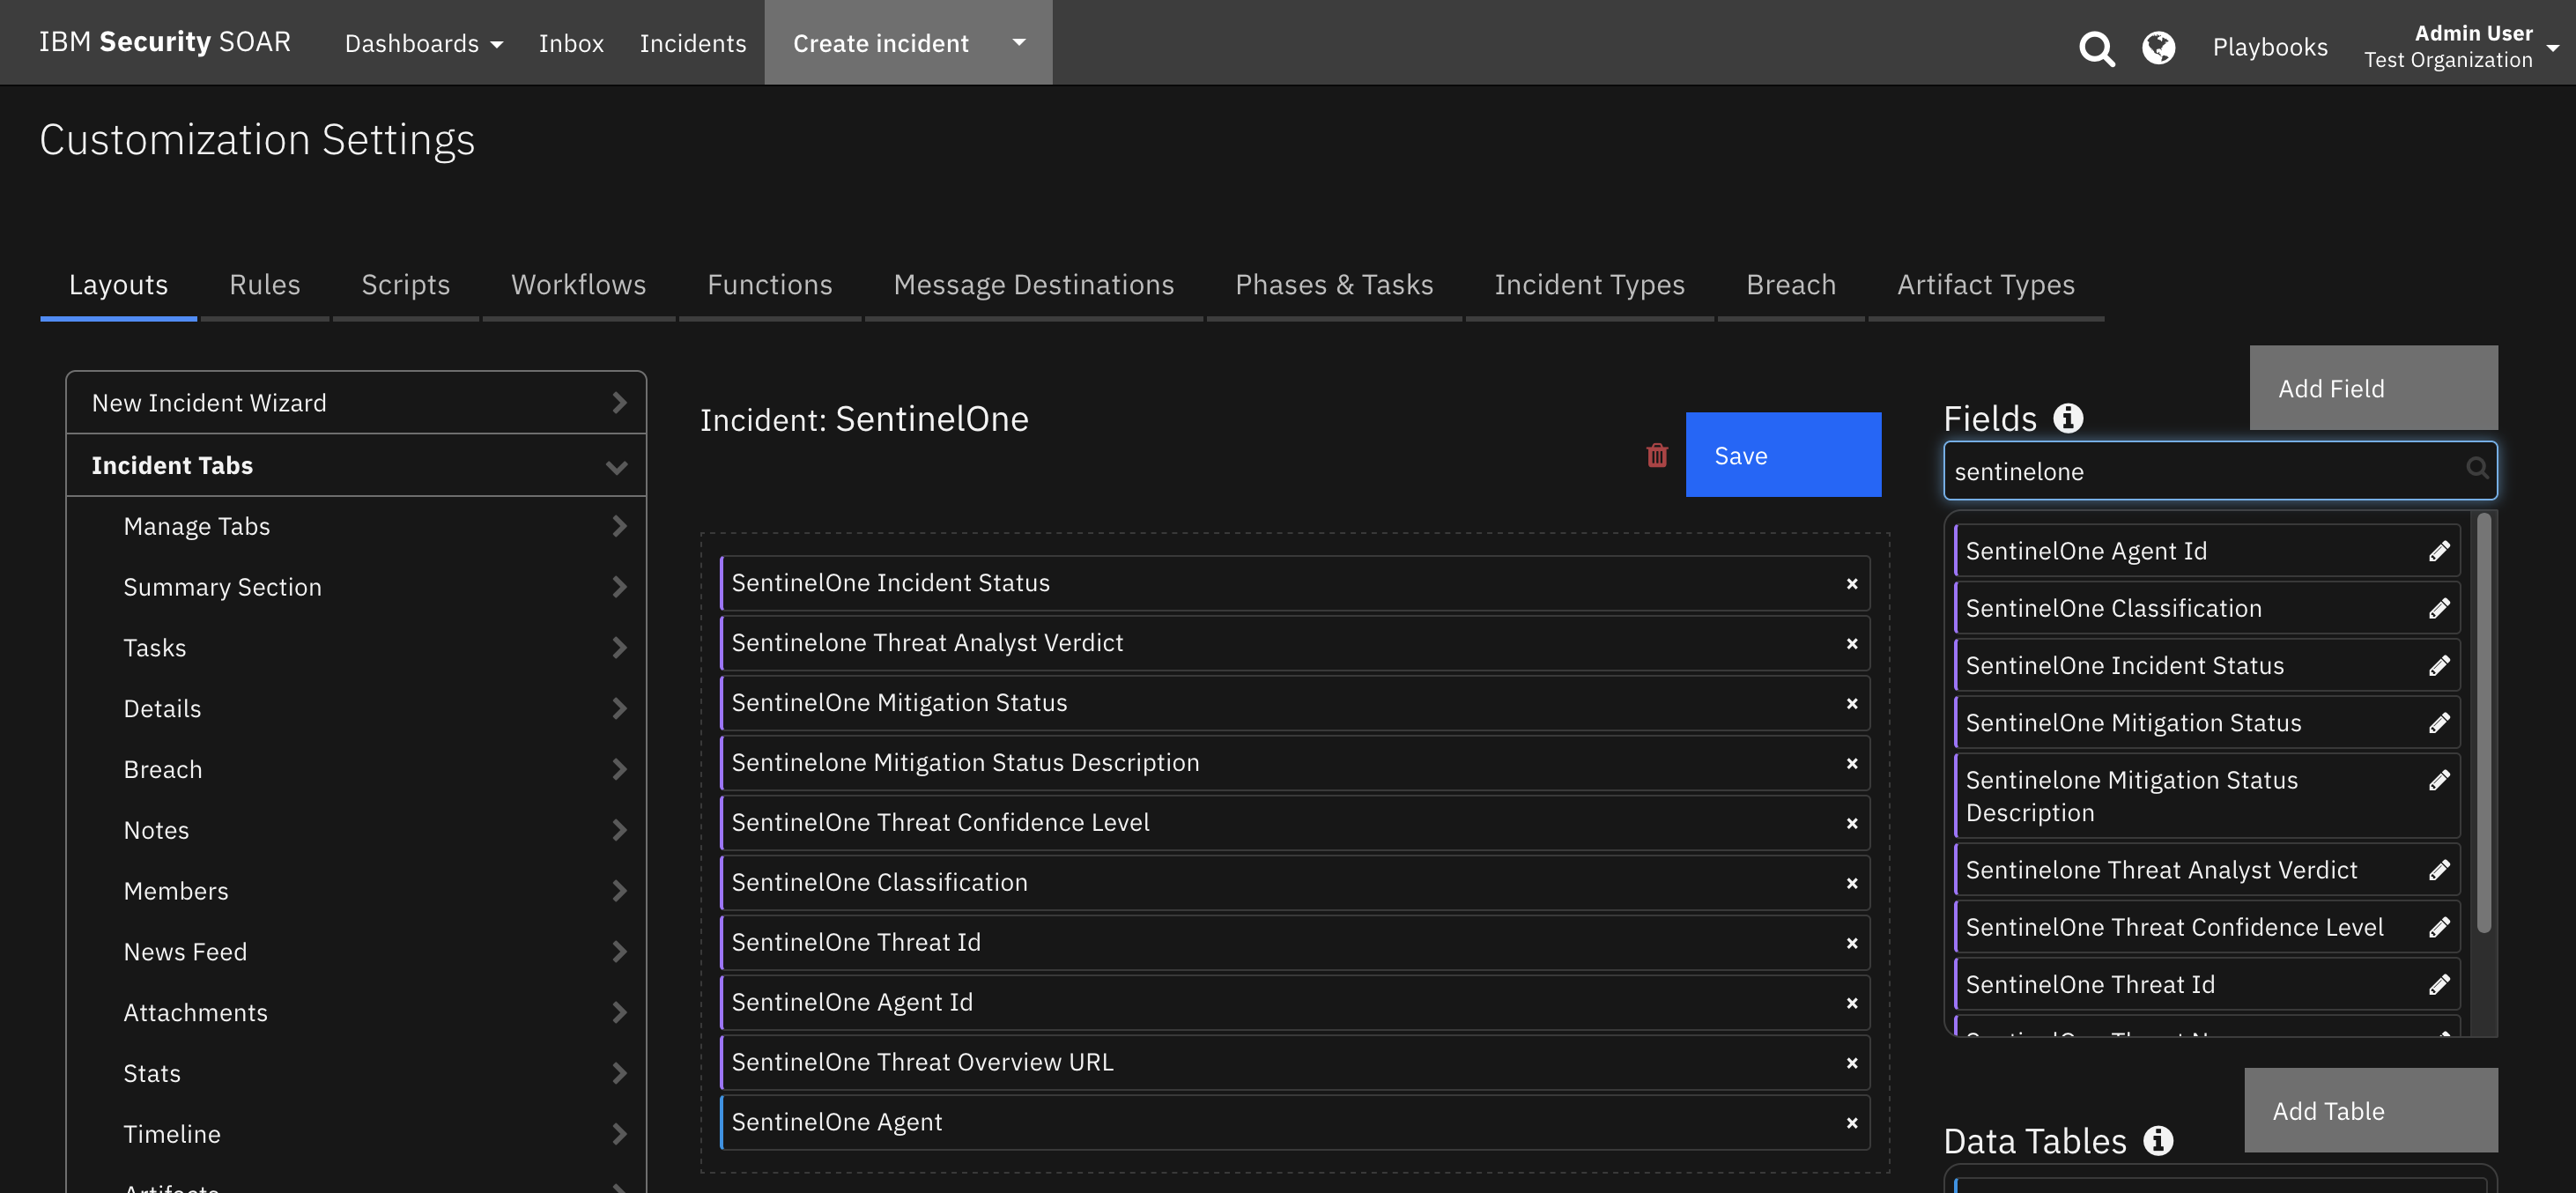 IBM Security SOAR
Dashboards
Inbox
Incidents
Create incident
Playbooks
Admin User
Test Organization
Customization Settings
Layouts
Rules
Scripts
Workflows
Functions
Message Destinations
Phases & Tasks
Incident Types
Breach
Artifact Types
New Incident Wizard
Incident Tabs
Manage Tabs
Summary Section
Tasks
Details
Breach
Notes
Members
News Feed
Attachments
Stats
Timeline
Incident: SentinelOne
Save
SentinelOne Incident Status
Sentinelone Threat Analyst Verdict
SentinelOne Mitigation Status
Sentinelone Mitigation Status Description
SentinelOne Threat Confidence Level
SentinelOne Classification
SentinelOne Threat Id
SentinelOne Agent Id
SentinelOne Threat Overview URL
SentinelOne Agent
Add Field
Fields
sentinelone
SentinelOne Agent Id
SentinelOne Classification
SentinelOne Incident Status
SentinelOne Mitigation Status
Sentinelone Mitigation Status
Description
Sentinelone Threat Analyst Verdict
SentinelOne Threat Confidence Level
SentinelOne Threat Id
Add Table
Data Tables